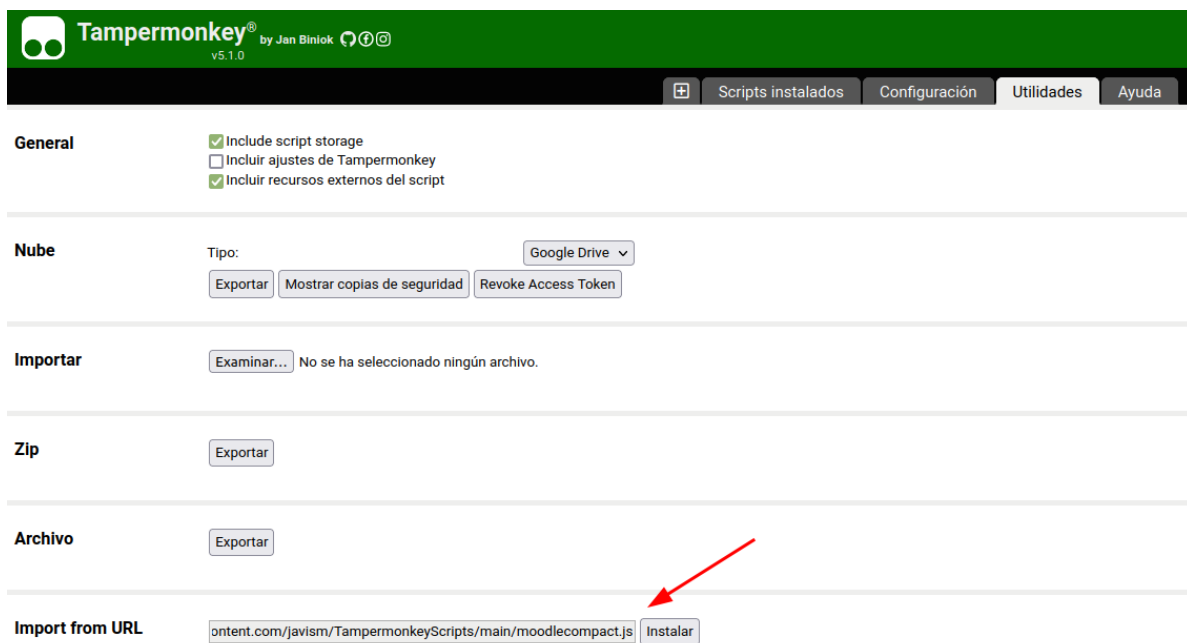 Tampermonkey® by Jan Biniok
v5.1.0
Scripts instalados Configuración Utilidades Ayuda
General
Include script storage
Incluir ajustes de Tampermonkey
Incluir recursos externos del script
Nube
Tipo: Google Drive
Exportar Mostrar copias de seguridad Revoke Access Token
Importar
Examinar... No se ha seleccionado ningún archivo.
Zip
Exportar
Archivo
Exportar
Import from URL
ontent.com/javism/TampermonkeyScripts/main/moodlecompact.js Instalar